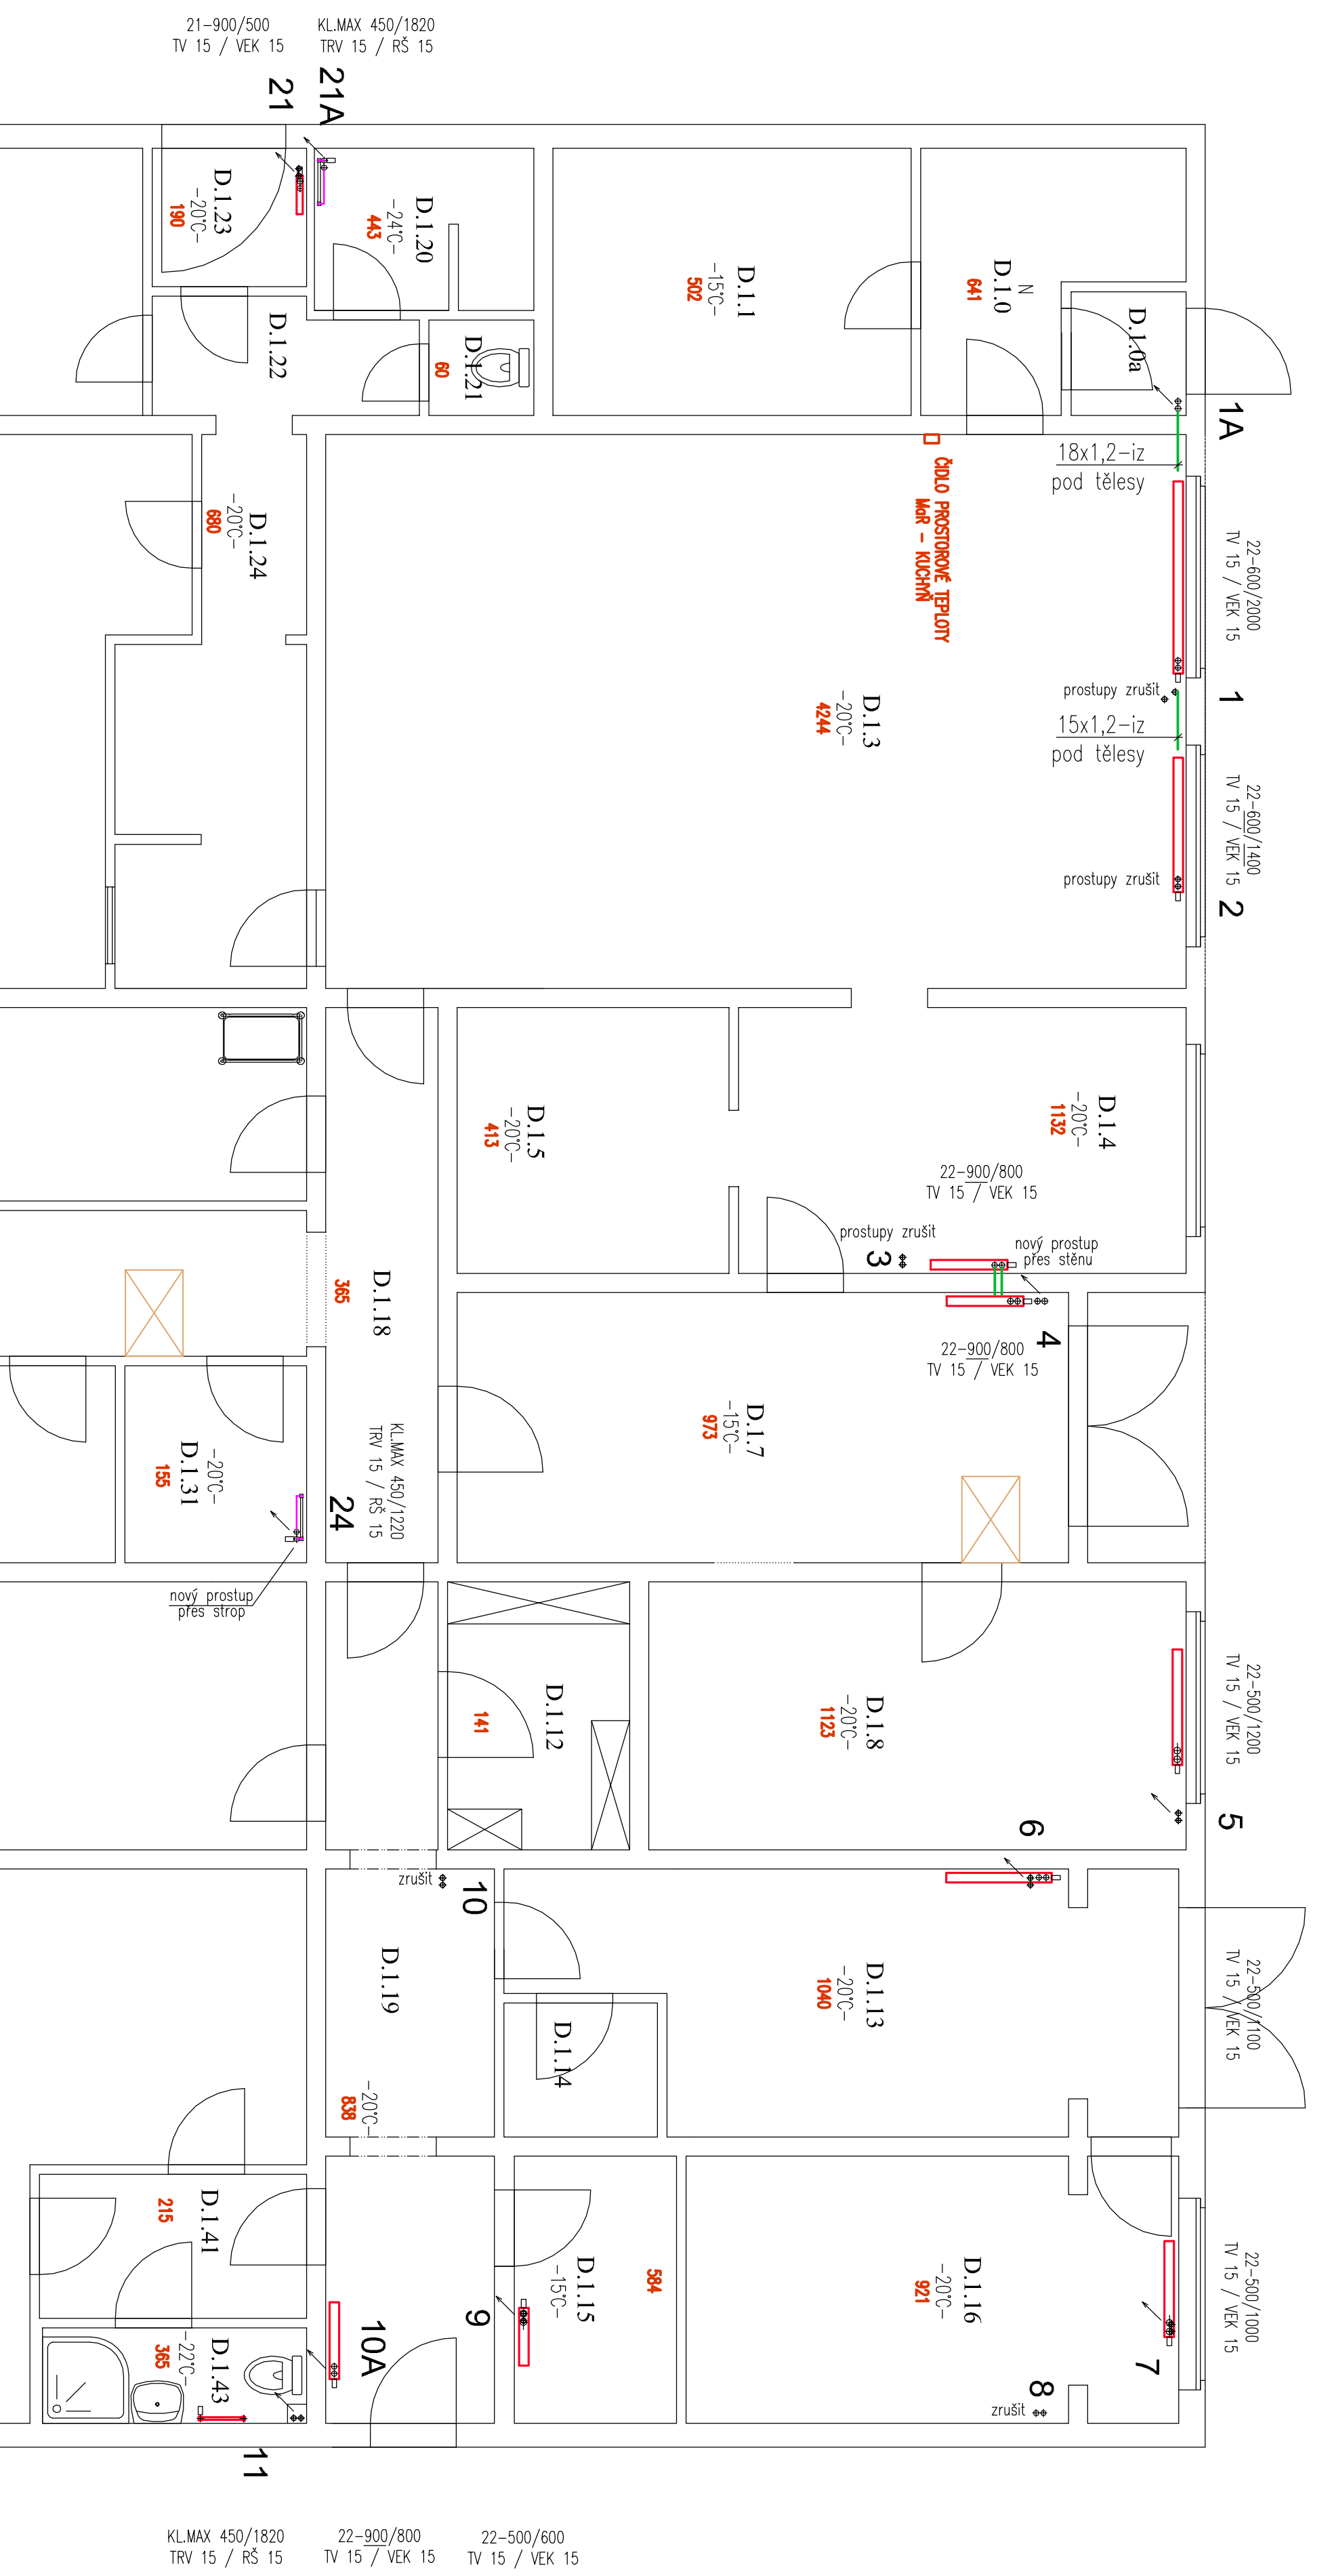 21-900/500
TV 15 / VEK 15
KL.MAX 450/1820
TRV 15 / RŠ 15
21
21A
D.1.23
-20°C-
190
D.1.20
-24°C-
443
D.1.1
-15°C-
502
N
D.1.0
641
D.1.0a
D.1.22
D.1.21
60
1A
18x1,2-iz
pod tělesy
ČIDLO PROSTOROVÉ TEPLOTY
MaR - KUCHYŇ
22-600/2000
TV 15 / VEK 15
D.1.24
-20°C-
680
D.1.3
-20°C-
4244
prostupy zrušit
1
15x1,2-iz
pod tělesy
22-600/1400
TV 15 / VEK 15
prostupy zrušit
2
D.1.5
-20°C-
413
D.1.4
-20°C-
1132
22-900/800
TV 15 / VEK 15
prostupy zrušit
3
nový prostup
přes stěnu
D.1.18
365
4
22-900/800
TV 15 / VEK 15
D.1.7
-15°C-
973
KL.MAX 450/1220
TRV 15 / RŠ 15
-20°C-
D.1.31
155
24
nový prostup
přes strop
D.1.12
141
D.1.8
-20°C-
1123
22-500/1200
TV 15 / VEK 15
5
6
zrušit
10
D.1.19
-20°C-
838
D.1.14
D.1.13
-20°C-
1040
22-500/1100
TV 15 / VEK 15
D.1.41
215
D.1.15
-15°C-
584
D.1.16
-20°C-
921
22-500/1000
TV 15 / VEK 15
9
10A
7
8
zrušit
D.1.43
-22°C-
365
11
KL.MAX 450/1820
TRV 15 / RŠ 15
22-900/800
TV 15 / VEK 15
22-500/600
TV 15 / VEK 15